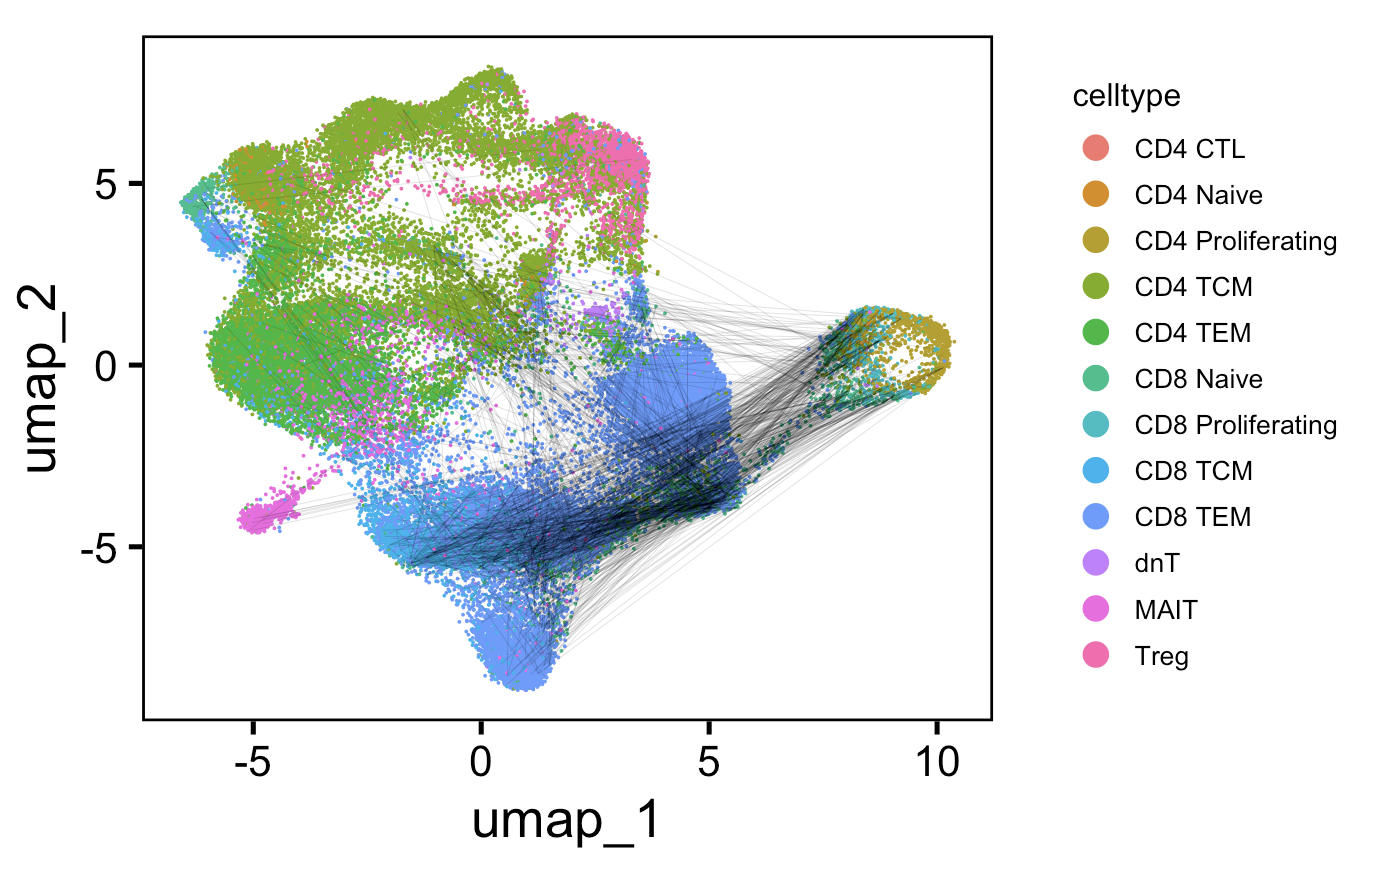 umap_2
5
0
-5
-5
0
5
10
umap_1
celltype
CD4 CTL
CD4 Naive
CD4 Proliferating
CD4 TCM
CD4 TEM
CD8 Naive
CD8 Proliferating
CD8 TCM
CD8 TEM
dnT
MAIT
Treg